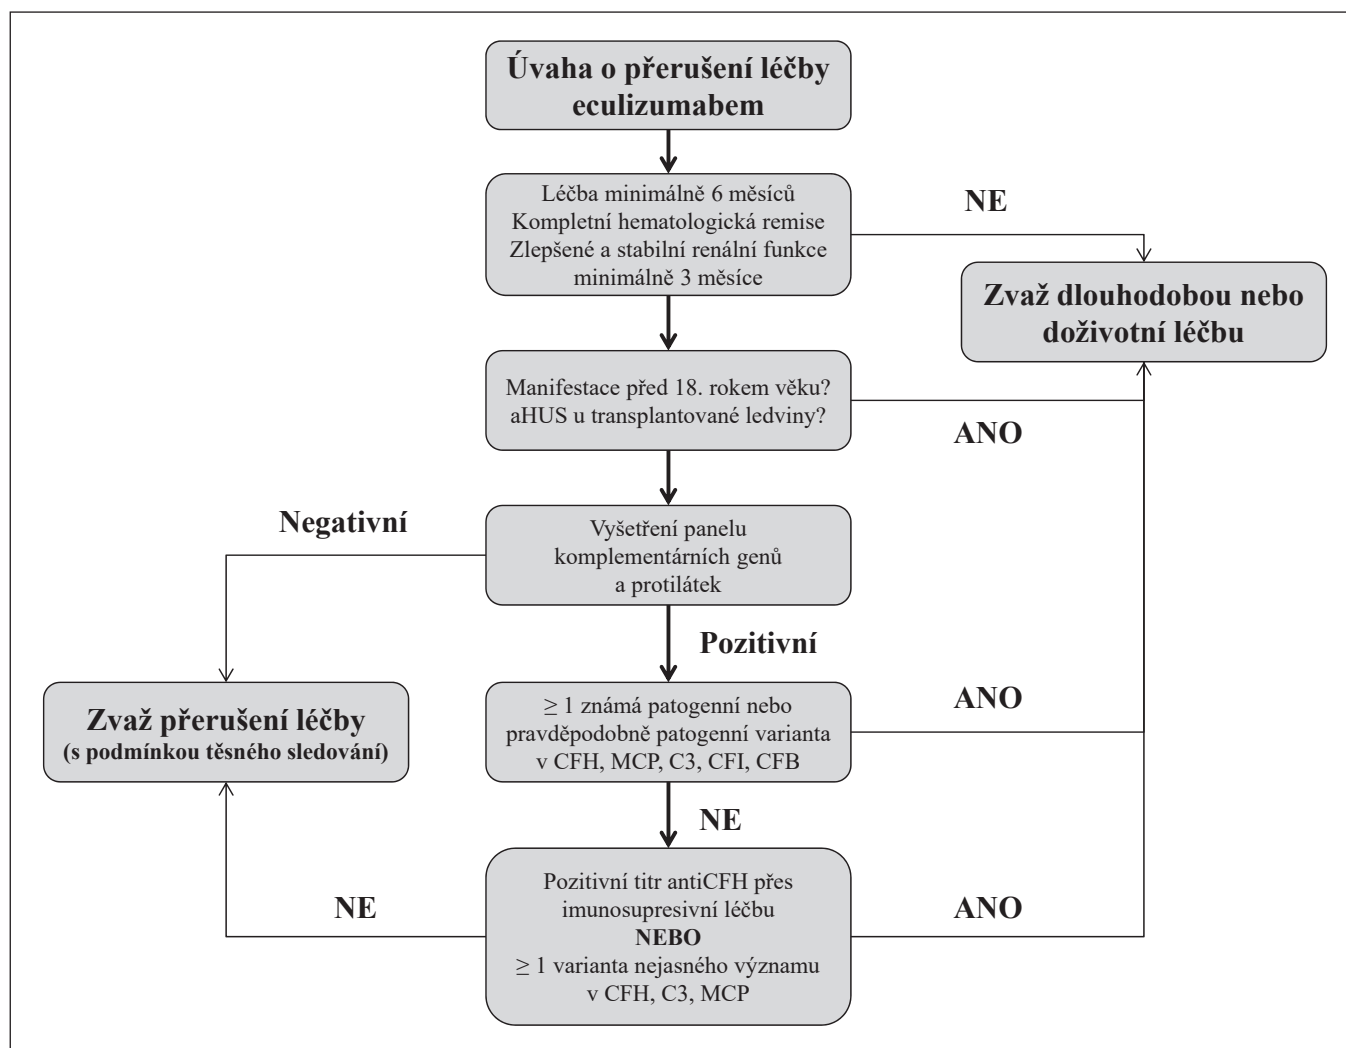 Úvaha o přerušení léčby
eculizumabem
Léčba minimálně 6 měsíců
Kompletní hematologická remise
Zlepšené a stabilní renální funkce
minimálně 3 měsíce
NE
Zvaž dlouhodobou nebo
doživotní léčbu
Manifestace před 18. rokem věku?
aHUS u transplantované ledviny?
ANO
Negativní
Vyšetření panelu
komplementárních genů
a protilátek
Pozitivní
Zvaž přerušení léčby
(s podmínkou těsného sledování)
≥ 1 známá patogenní nebo
pravděpodobně patogenní varianta
v CFH, MCP, C3, CFI, CFB
ANO
NE
NE
Pozitivní titr antiCFH přes
imunosupresivní léčbu
NEBO
≥ 1 varianta nejasného významu
v CFH, C3, MCP
ANO